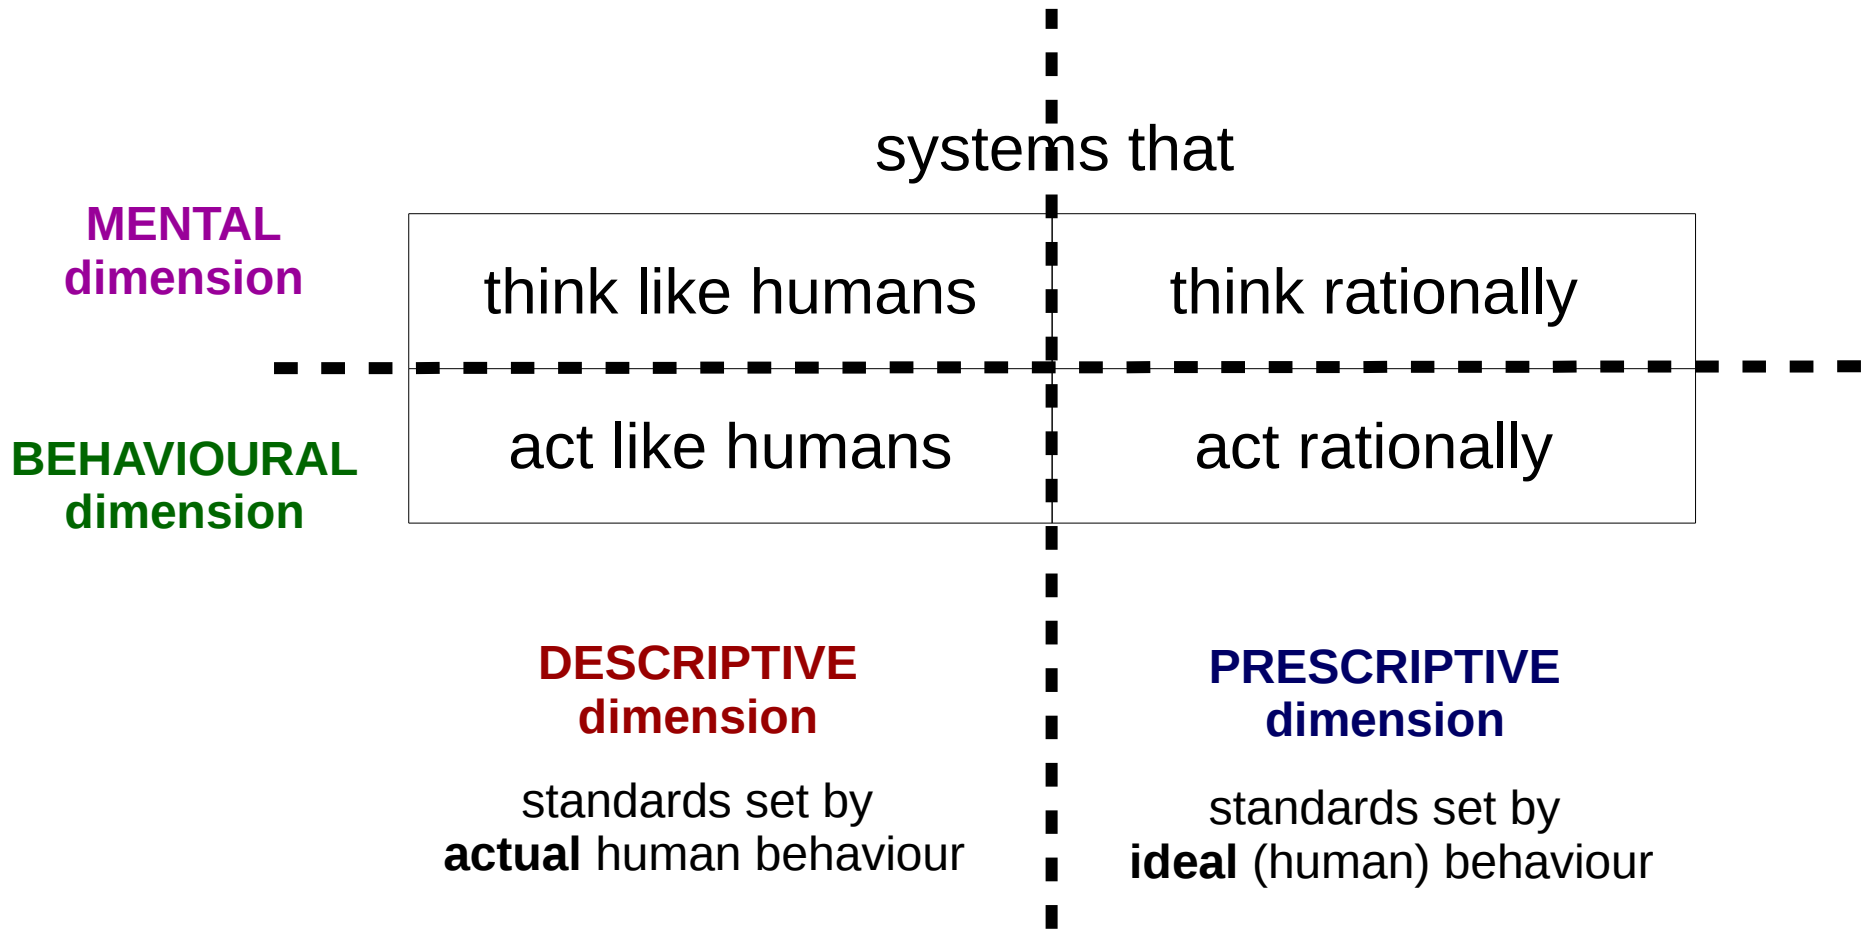 systems that
MENTAL
dimension
think like humans
think rationally
BEHAVIOURAL
dimension
act like humans
act rationally
DESCRIPTIVE
dimension
standards set by
actual human behaviour
PRESCRIPTIVE
dimension
standards set by
ideal (human) behaviour